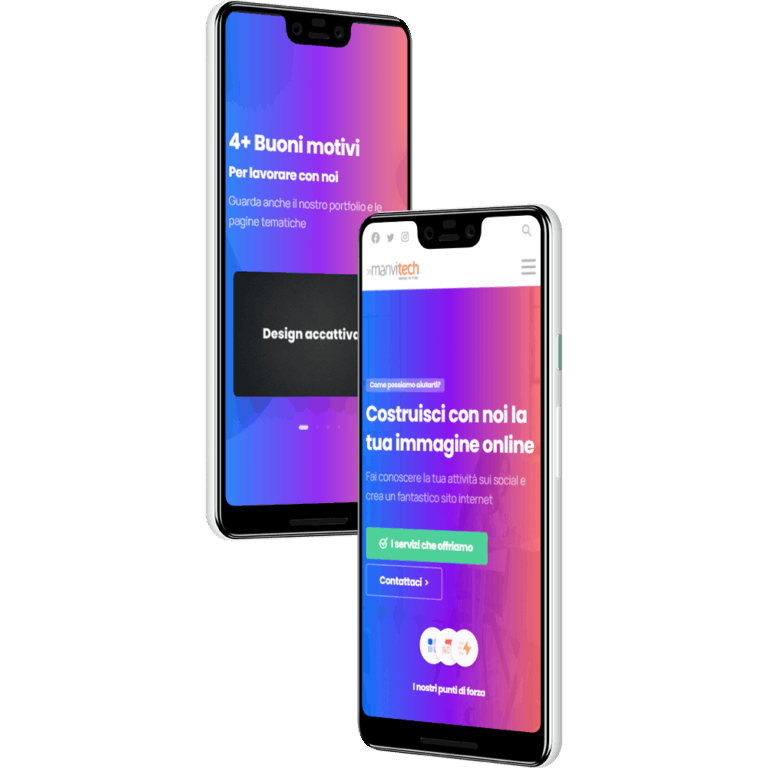 4+ Buoni motivi
Per lavorare con noi
Guarda anche il nostro portfolio e le
pagine tematiche
Design accattiva
manvitech
Come possiamo aiutarti?
Costruisci con noi la
tua immagine online
Fai conoscere la tua attività sui social e
crea un fantastico sito internet
I servizi che offriamo
Contattaci >
I nostri punti di forza